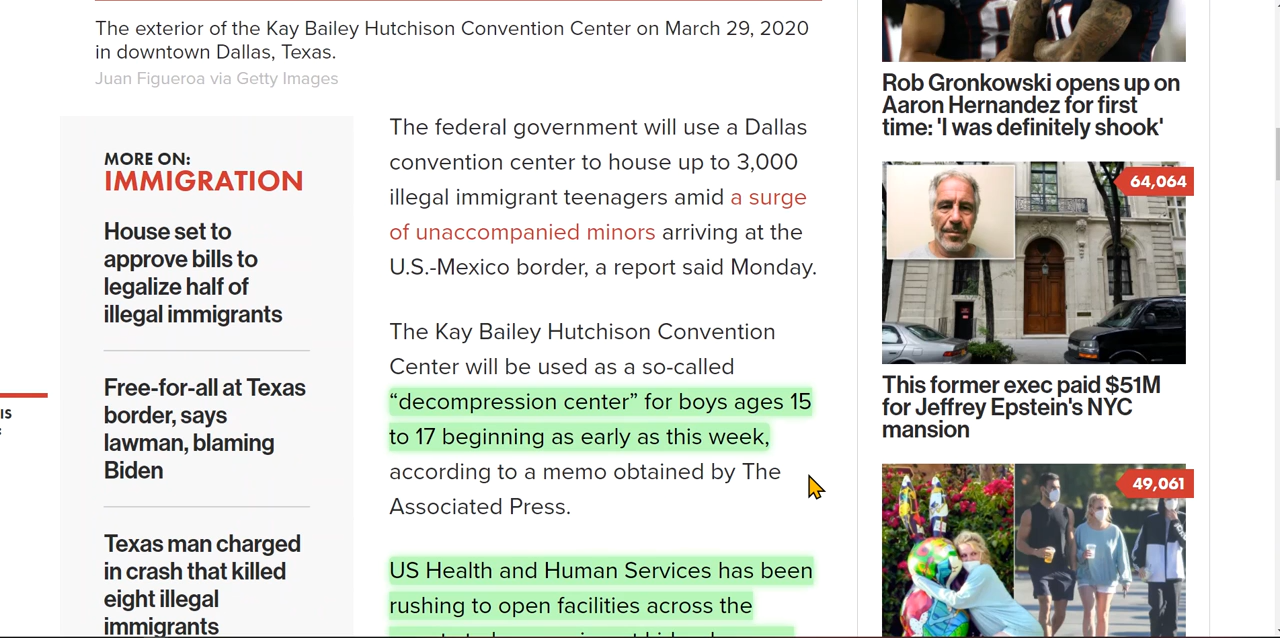 The exterior of the Kay Bailey Hutchison Convention Center on March 29, 2020
in downtown Dallas, Texas.
Juan Figueroa via Getty Images
IS
MORE ON:
IMMIGRATION
House set to
approve bills to
legalize half of
illegal immigrants
Free-for-all at Texas
border, says
lawman, blaming
Biden
Texas man charged
in crash that killed
eight illegal
immigrants
The federal government will use a Dallas
convention center to house up to 3,000
illegal immigrant teenagers amid a surge
of unaccompanied minors arriving at the
U.S.-Mexico border, a report said Monday.
The Kay Bailey Hutchison Convention
Center will be used as a so-called
“decompression center” for boys ages 15
to 17 beginning as early as this week,
according to a memo obtained by The
Associated Press.
US Health and Human Services has been
rushing to open facilities across the
Rob Gronkowski opens up on
Aaron Hernandez for first
time: 'I was definitely shook'
64,064
This former exec paid $51M
for Jeffrey Epstein's NYC
mansion
49,061